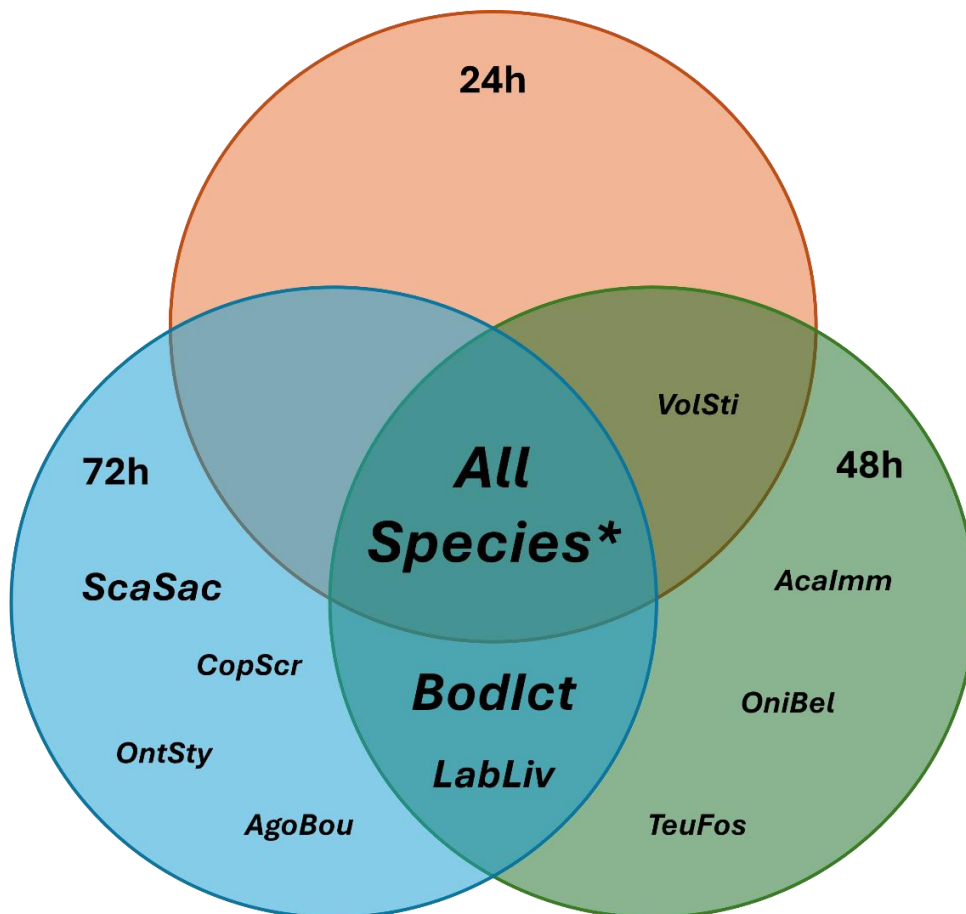 24h
VolSti
72h
48h
All
Species*
ScaSac
AcaImm
CopScr
BodIct
OniBel
OntSty
LabLiv
AgoBou
TeuFos